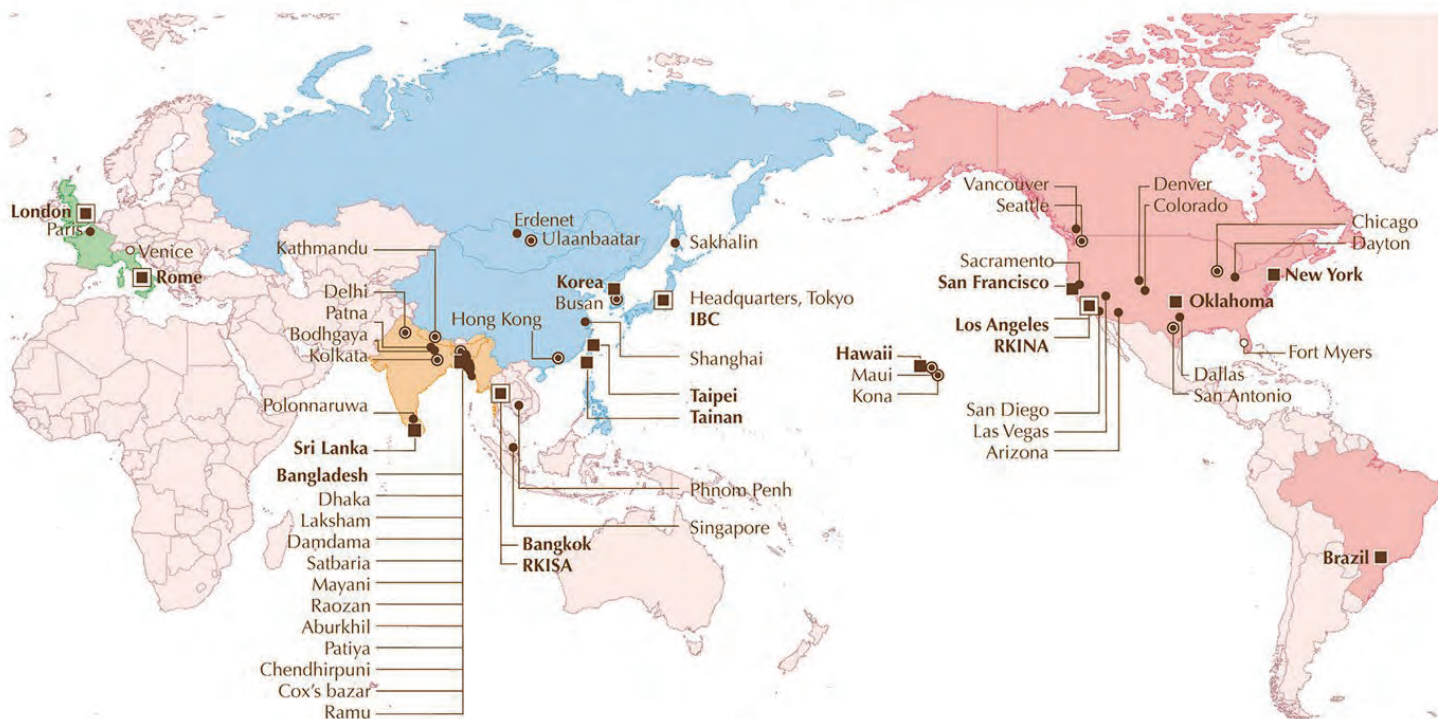 London
Paris
Venice
Rome
Erdenet
Ulaanbaatar
Kathmandu
Sakhalin
Delhi
Patna
Bodhgaya
Kolkata
Korea
Busan
Hong Kong
Headquarters, Tokyo
IBC
Shanghai
Taipei
Tainan
Polonnaruwa
Sri Lanka
Bangladesh
Dhaka
Laksham
Damdama
Satbaria
Mayani
Raozan
Aburkhil
Patiya
Chendhirpuni
Cox's bazar
Ramu
Phnom Penh
Singapore
Bangkok
RKISA
Hawaii
Maui
Kona
Vancouver
Seattle
Denver
Colorado
Chicago
Dayton
Sacramento
San Francisco
New York
Oklahoma
Los Angeles
RKINA
Fort Myers
Dallas
San Antonio
San Diego
Las Vegas
Arizona
Brazil